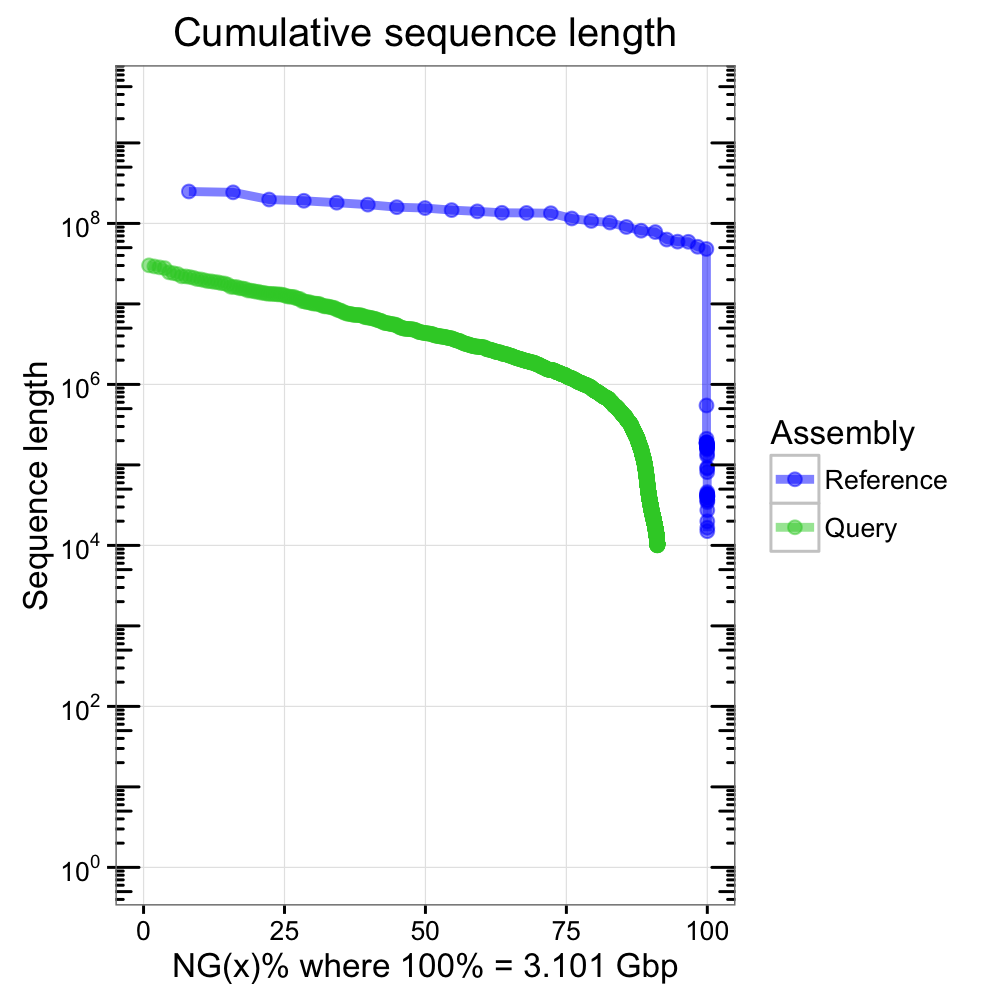 Cumulative sequence length
Sequence length
10^8
10^6
10^4
10^2
10^0
0 25 50 75 100
NG(x)% where 100% = 3.101 Gbp
Assembly
Reference
Query